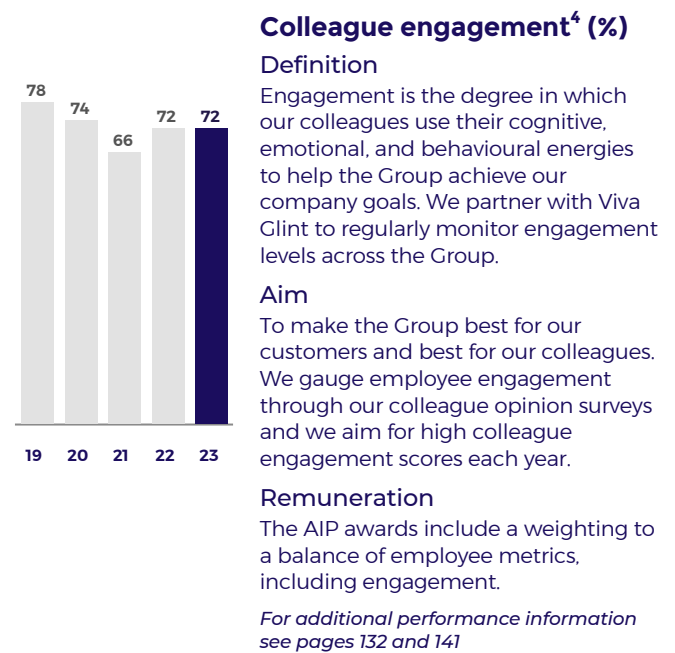 Colleague engagement4 (%)
Definition
Engagement is the degree in which
our colleagues use their cognitive,
emotional, and behavioural energies
to help the Group achieve our
company goals. We partner with Viva
Glint to regularly monitor engagement
levels across the Group.
Aim
To make the Group best for our
customers and best for our colleagues.
We gauge employee engagement
through our colleague opinion surveys
and we aim for high colleague
engagement scores each year.
Remuneration
The AIP awards include a weighting to
a balance of employee metrics,
including engagement.
For additional performance information
see pages 132 and 141
78
74
66
72
72
19 20 21 22 23